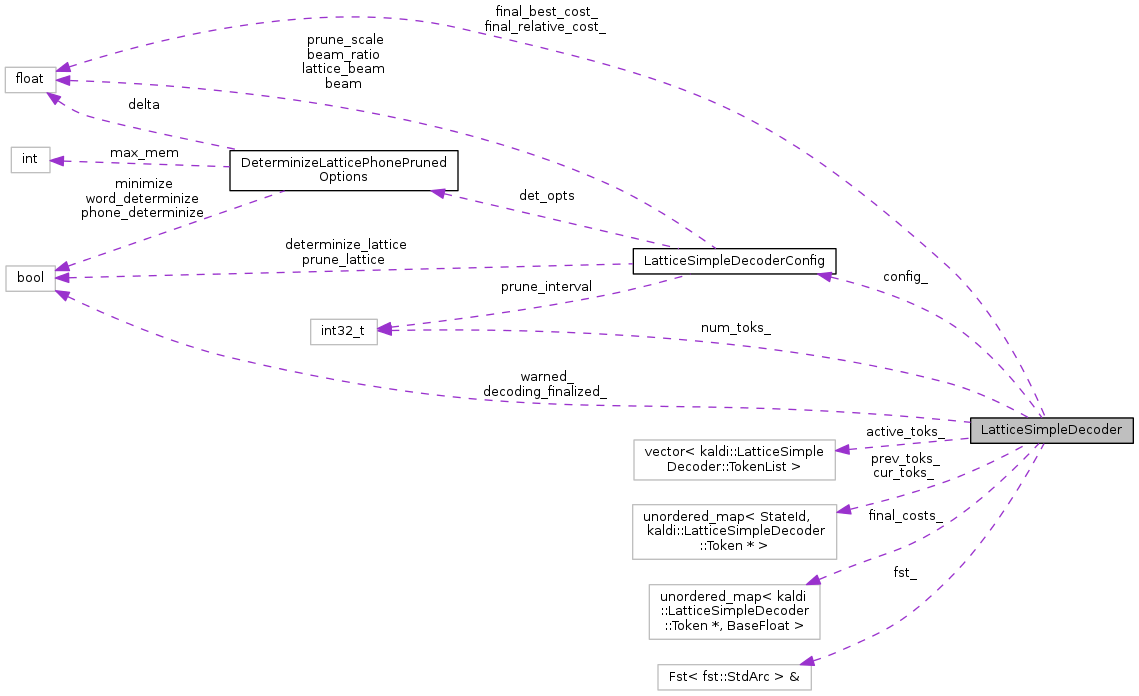 final_best_cost_
final_relative_cost_
prune_scale
beam_ratio
lattice_beam
beam
float
delta
int
max_mem
DeterminizeLatticePhonePruned
Options
minimize
word_determinize
phone_determinize
det_opts
determinize_lattice
prune_lattice
LatticeSimpleDecoderConfig
config_
bool
prune_interval
int32_t
num_toks_
warned_
decoding_finalized_
LatticeSimpleDecoder
active_toks_
vector< kaldi::LatticeSimple
Decoder::TokenList >
prev_toks_
cur_toks_
unordered_map< StateId,
kaldi::LatticeSimpleDecoder
::Token * >
final_costs_
fst_
unordered_map< kaldi
::LatticeSimpleDecoder
::Token *, BaseFloat >
Fst< fst::StdArc > &